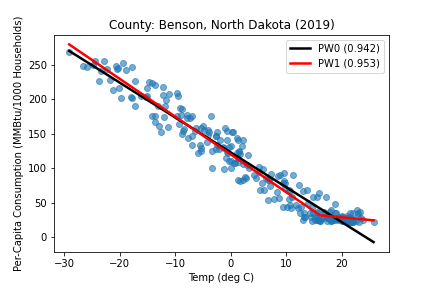 County: Benson, North Dakota (2019)
PW0 (0.942)
PW1 (0.953)
Per-Capita Consumption (MMBtu/1000 Households)
250
200
150
100
50
0
−30 −20 −10 0 10 20
Temp (deg C)